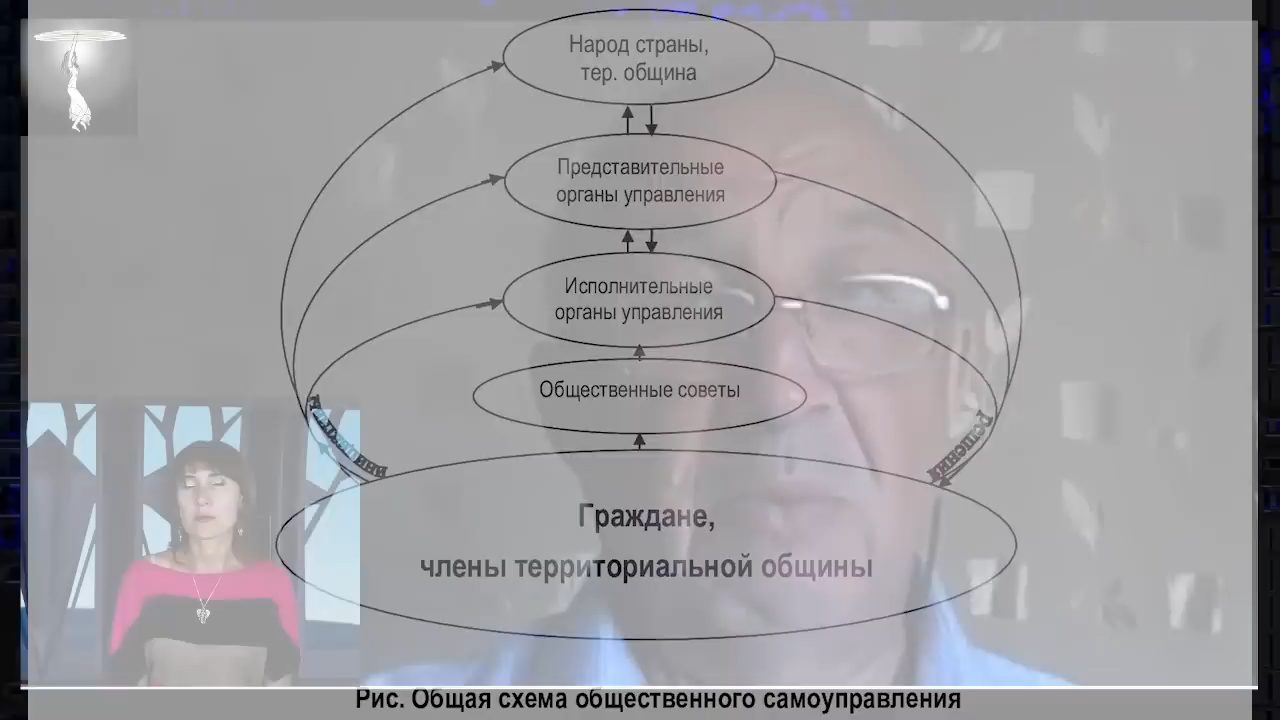 Народ страны,
тер. община
Представительные
органы управления
Исполнительные
органы управления
Общественные советы
Решения
Граждане,
члены территориальной общины
Рис. Общая схема общественного самоуправления